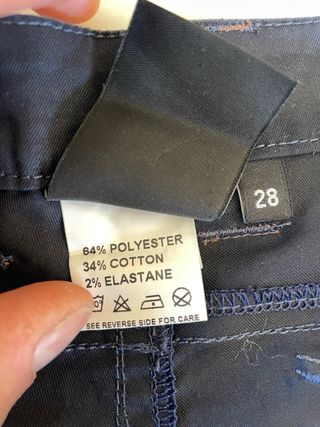 28
64% POLYESTER
34% COTTON
2% ELASTANE
SEE REVERSE SIDE FOR CARE